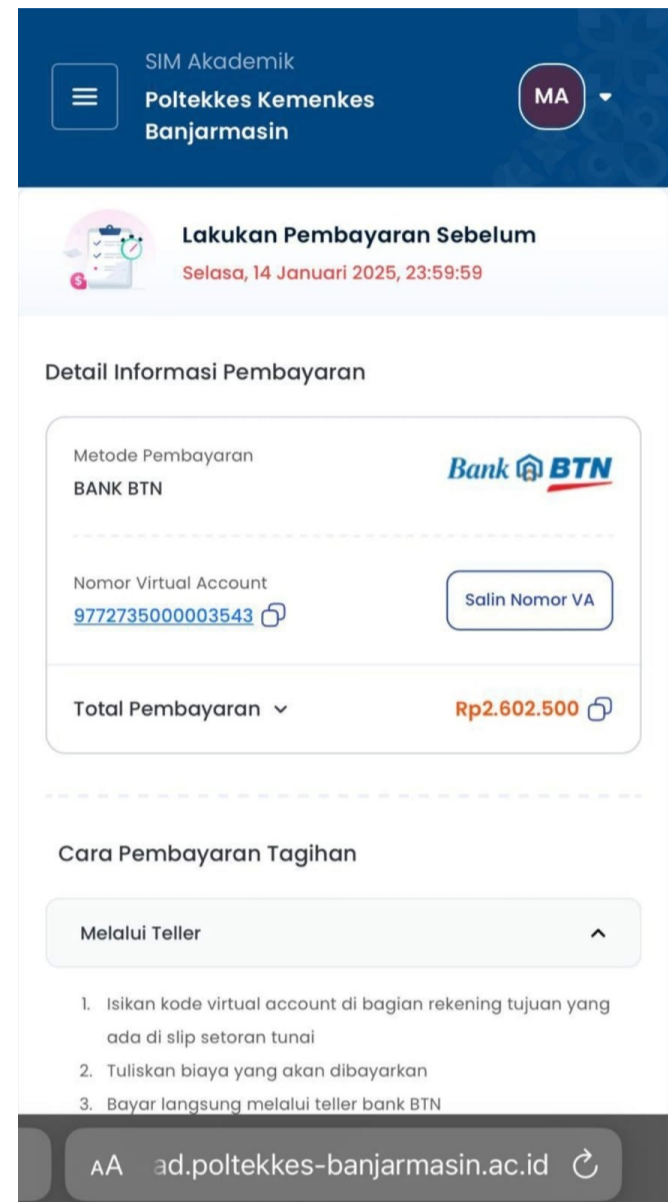 SIM Akademik
Poltekkes Kemenkes
Banjarmasin
MA
Lakukan Pembayaran Sebelum
Selasa, 14 Januari 2025, 23:59:59
Detail Informasi Pembayaran
Metode Pembayaran
BANK BTN
Bank BTN
Nomor Virtual Account
9772735000003543
Salin Nomor VA
Total Pembayaran
Rp2.602.500
Cara Pembayaran Tagihan
Melalui Teller
1. Isikan kode virtual account di bagian rekening tujuan yang
ada di slip setoran tunai
2. Tuliskan biaya yang akan dibayarkan
3. Bayar langsung melalui teller bank BTN
AA ad.poltekkes-banjarmasin.ac.id